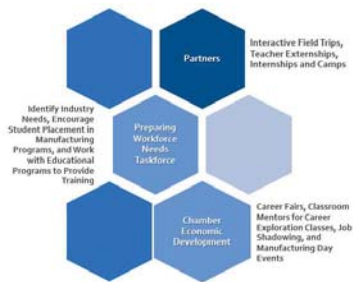 Partners
Interactive Field Trips,
Teacher Externships,
Internships and Camps
Identify Industry
Needs, Encourage
Student Placement in
Manufacturing
Programs, and Work
with Educational
Programs to Provide
Training
Preparing
Workforce
Needs
Taskforce
Chamber
Economic
Development
Career Fairs, Classroom
Mentors for Career
Exploration Classes, Job
Shadowing, and
Manufacturing Day
Events